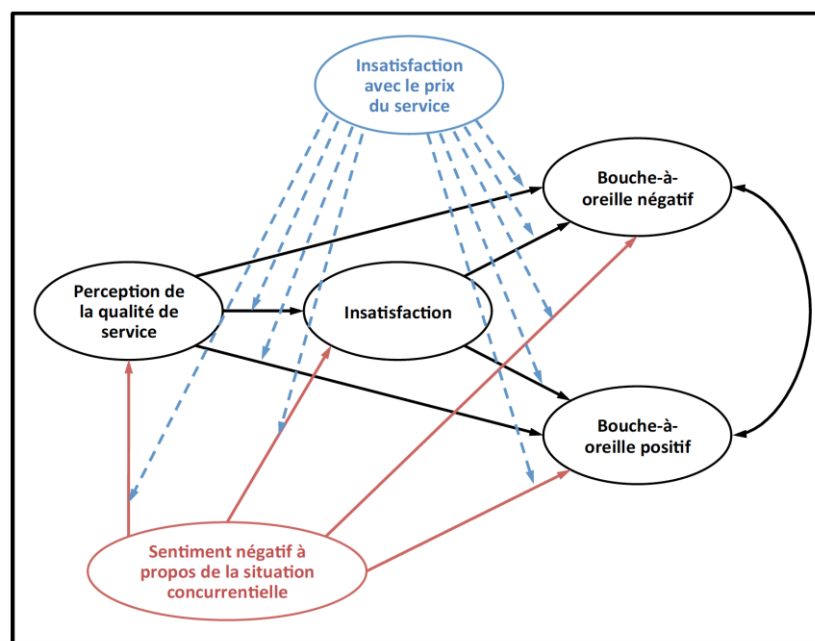 Insatisfaction
avec le prix
du service
Bouche-à-
oreille négatif
Perception de
la qualité de
service
Insatisfaction
Bouche-à-
oreille positif
Sentiment négatif à
propos de la situation
concurrentielle